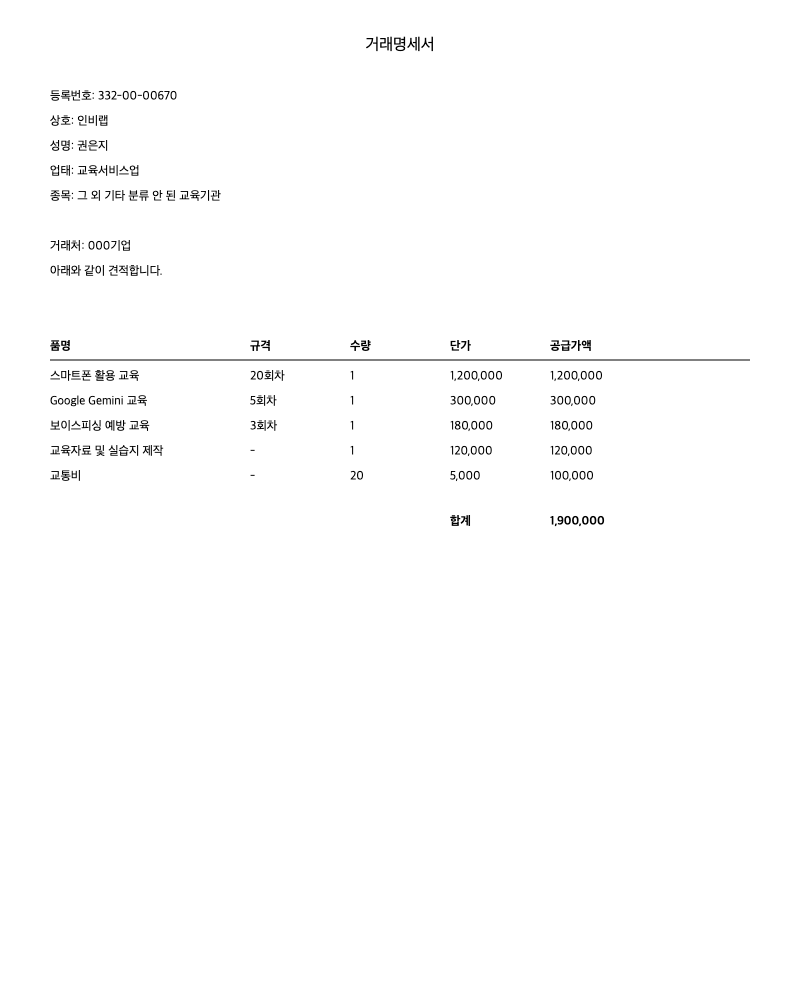 거래명세서
등록번호: 332-00-00670
상호: 인비랩
성명: 권은지
업태: 교육서비스업
종목: 그 외 기타 분류 안 된 교육기관
거래처: 000기업
아래와 같이 견적합니다.
품명 규격 수량 단가 공급가액
스마트폰 활용 교육 20회차 1 1,200,000 1,200,000
Google Gemini 교육 5회차 1 300,000 300,000
보이스피싱 예방 교육 3회차 1 180,000 180,000
교육자료 및 실습지 제작 - 1 120,000 120,000
교통비 - 20 5,000 100,000
합계 1,900,000